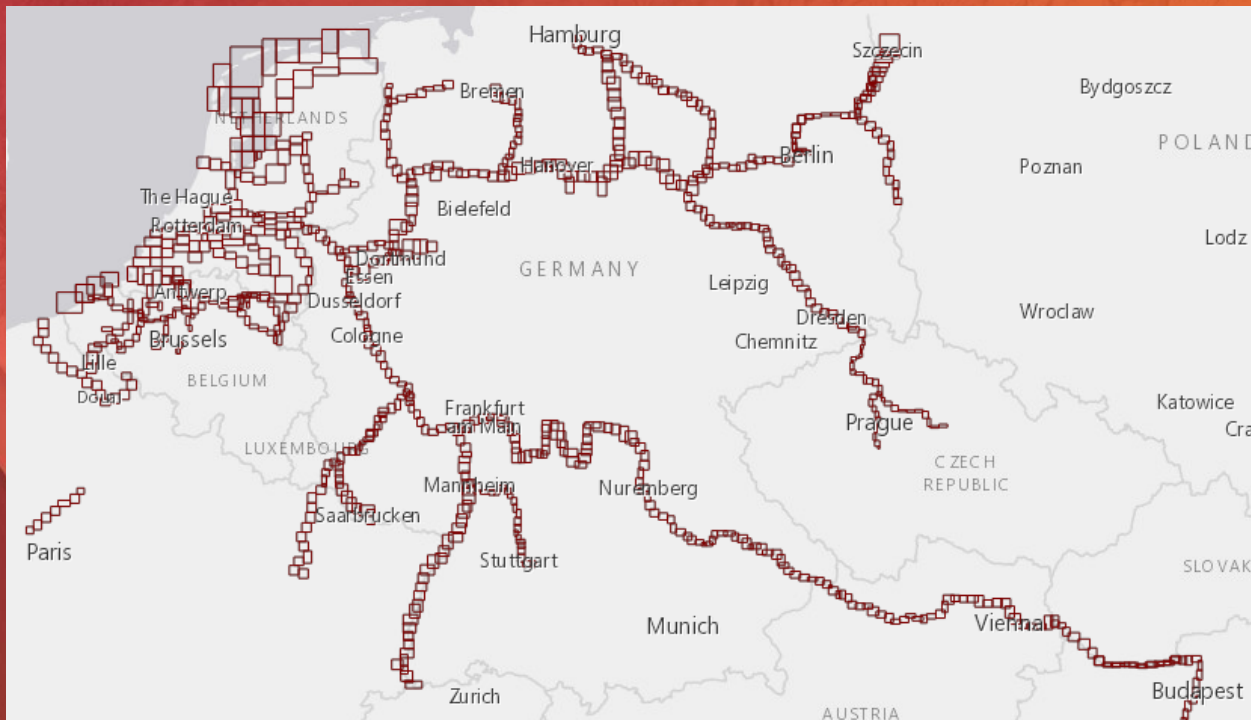 Hamburg
Szczecin
Bremen
Bydgoszcz
NETHERLANDS
POLAND
Hanover
Berlin
Poznan
The Hague
Bielefeld
Rotterdam
Lodz
Dortmund
GERMANY
Essen
Leipzig
Antwerp
Dusseldorf
Dresden
Wroclaw
Brussels
Cologne
Chemnitz
Lille
BELGIUM
Katowice
Frankfurt
am Main
Prague
Cra
LUXEMBOURG
CZECH
REPUBLIC
Mannheim
Nuremberg
Saarbrucken
Paris
Stuttgart
SLOVAK
Munich
Vienna
Zurich
Budapest
AUSTRIA